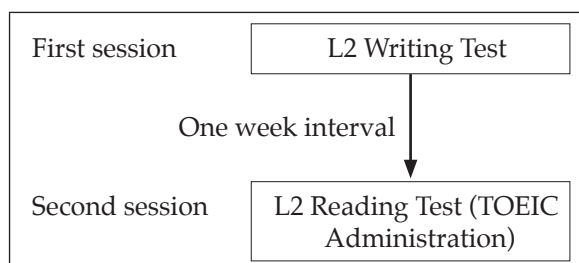 First session
L2 Writing Test
One week interval
Second session
L2 Reading Test (TOEIC
Administration)